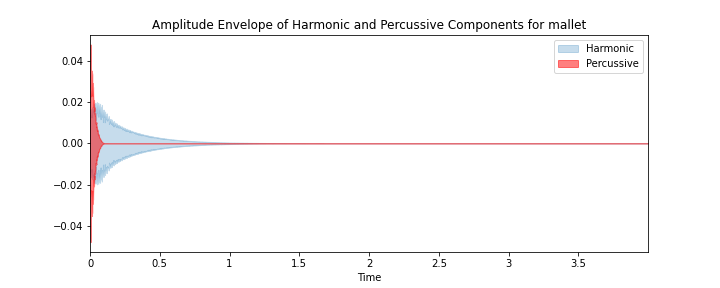 Amplitude Envelope of Harmonic and Percussive Components for mallet
Harmonic
Percussive
0.04
0.02
0.00
−0.02
−0.04
0 0.5 1 1.5 2 2.5 3 3.5
Time